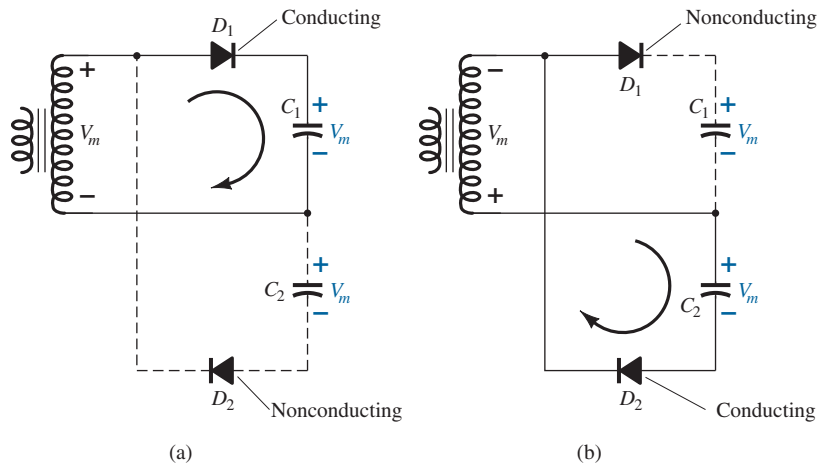 Conducting
D1
+
Vm
−
C1
+
Vm
−
C2
+
Vm
−
D2
Nonconducting
(a)
Nonconducting
D1
−
Vm
+
C1
+
Vm
−
C2
+
Vm
−
D2
Conducting
(b)